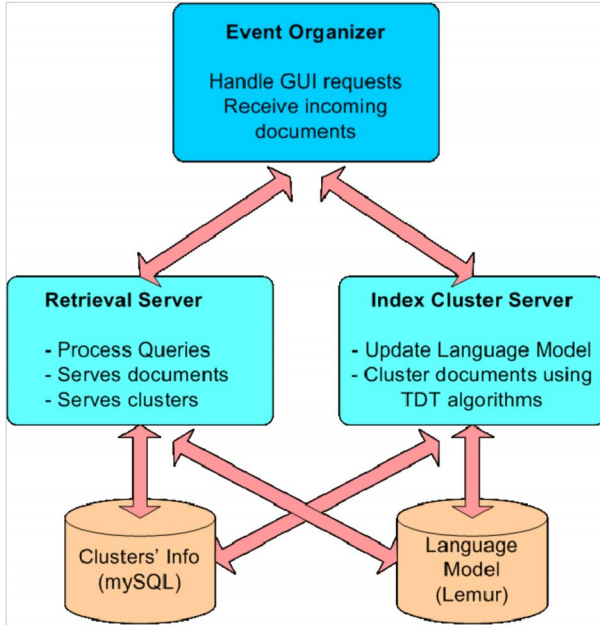 Event Organizer
Handle GUI requests
Receive incoming
documents
Retrieval Server
- Process Queries
- Serves documents
- Serves clusters
Index Cluster Server
- Update Language Model
- Cluster documents using
TDT algorithms
Clusters' Info
(mySQL)
Language
Model
(Lemur)